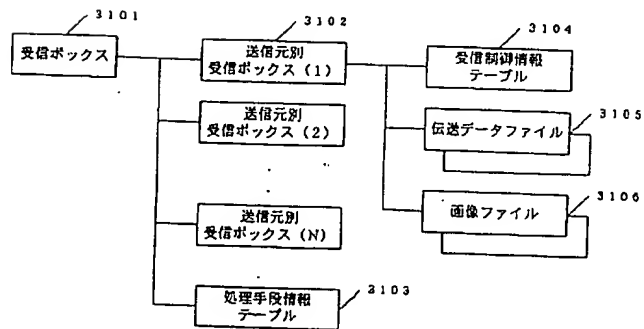 3101
受信ボックス
3102
送信元別
受信ボックス(1)
送信元別
受信ボックス(2)
送信元別
受信ボックス(N)
処理手段情報
テーブル
3103
3104
受信制御情報
テーブル
伝送データファイル
3105
画像ファイル
3106